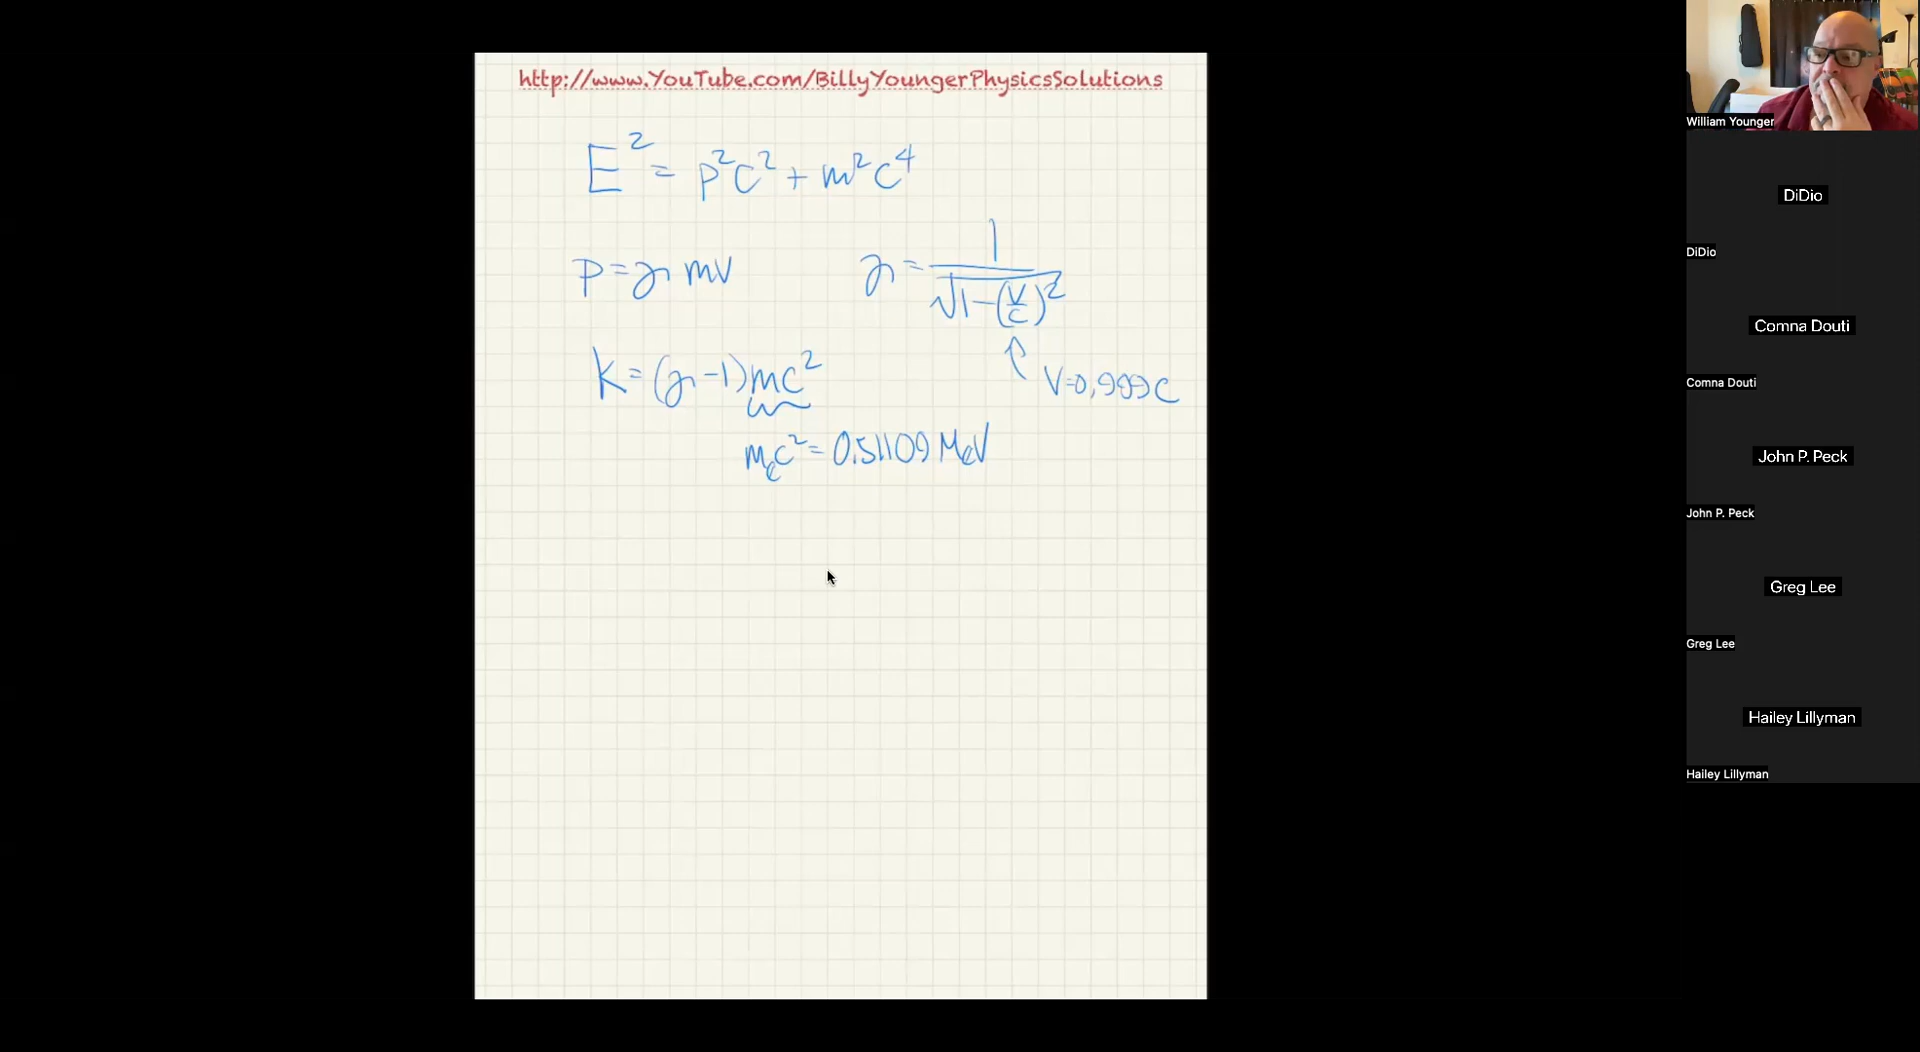 http://www.YouTube.com/BillyYoungerPhysicsSolutions
E² = p²c² + m²c⁴
p = γ mv
γ = 1/√(1-(v/c)²)
K = (γ-1)mc²
↑ V=0,989C
mₑc² = 0.51109 MeV
William Younger
DiDio
DiDio
Comna Douti
Comna Douti
John P. Peck
John P. Peck
Greg Lee
Greg Lee
Hailey Lillyman
Hailey Lillyman